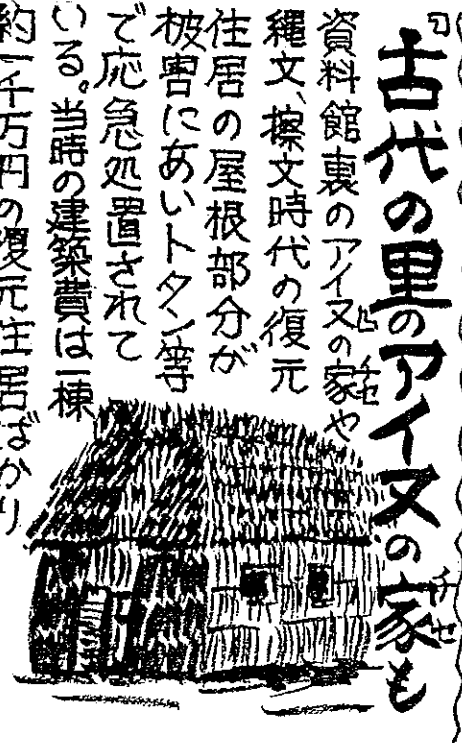 『古代の里のアイヌの家も
チセ
資料館裏のアイヌの家や
チセ
縄文、擦文時代の復元
住居の屋根部分が
被害にあいトタン等
で応急処置されて
いる。当時の建築費は一棟
約一千万円の復元住居ばかり